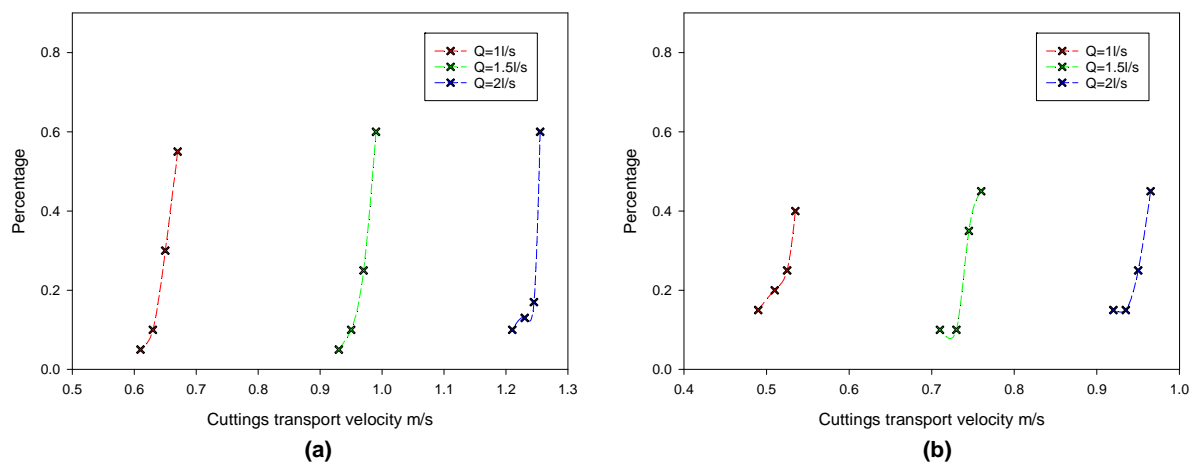 0.8
0.6
0.4
0.2
0.0
Percentage
Q=1l/s
Q=1.5l/s
Q=2l/s
0.5 0.6 0.7 0.8 0.9 1.0 1.1 1.2 1.3
Cuttings transport velocity m/s
(a)
0.8
0.6
0.4
0.2
0.0
Percentage
Q=1l/s
Q=1.5l/s
Q=2l/s
0.4 0.5 0.6 0.7 0.8 0.9 1.0
Cuttings transport velocity m/s
(b)